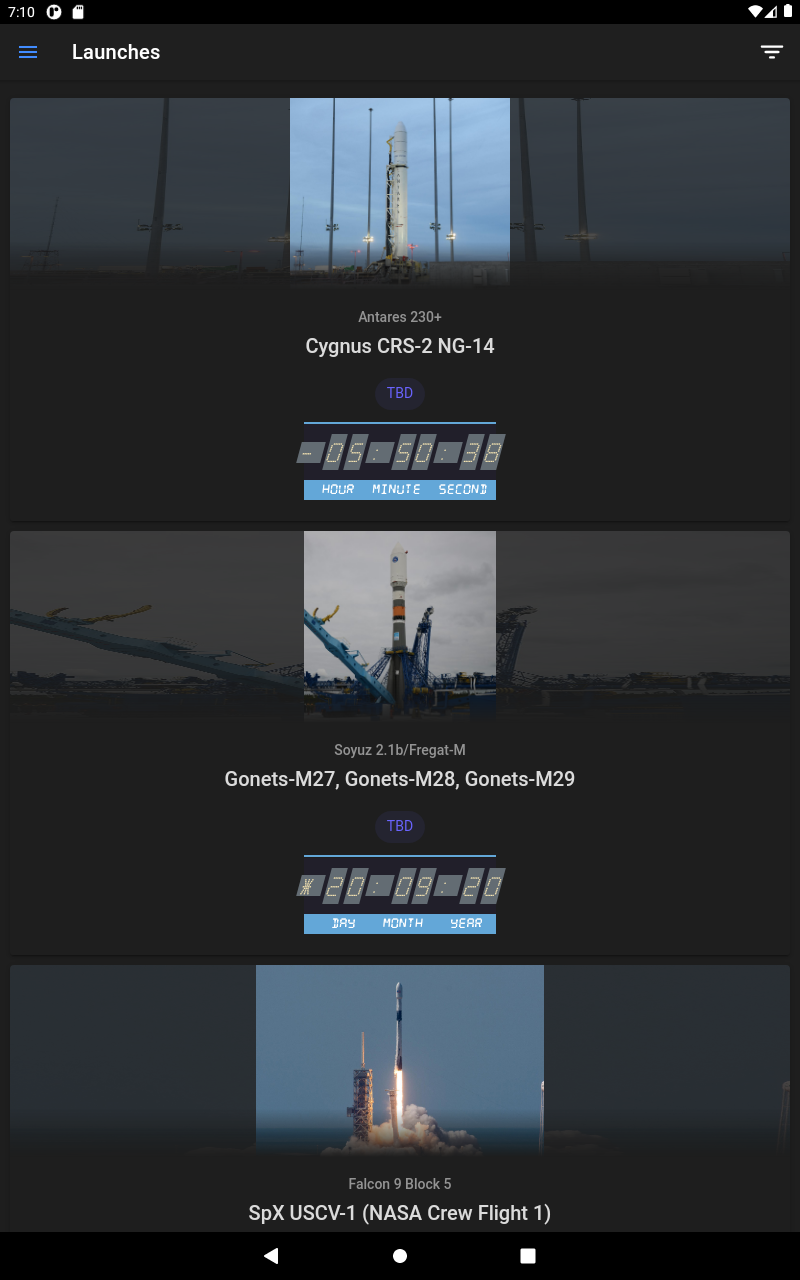 7:10
Launches
Antares 230+
Cygnus CRS-2 NG-14
TBD
- 05 : 50 : 38
HOUR MINUTE SECOND
Soyuz 2.1b/Fregat-M
Gonets-M27, Gonets-M28, Gonets-M29
TBD
* 20 : 09 : 20
DAY MONTH YEAR
Falcon 9 Block 5
SpX USCV-1 (NASA Crew Flight 1)